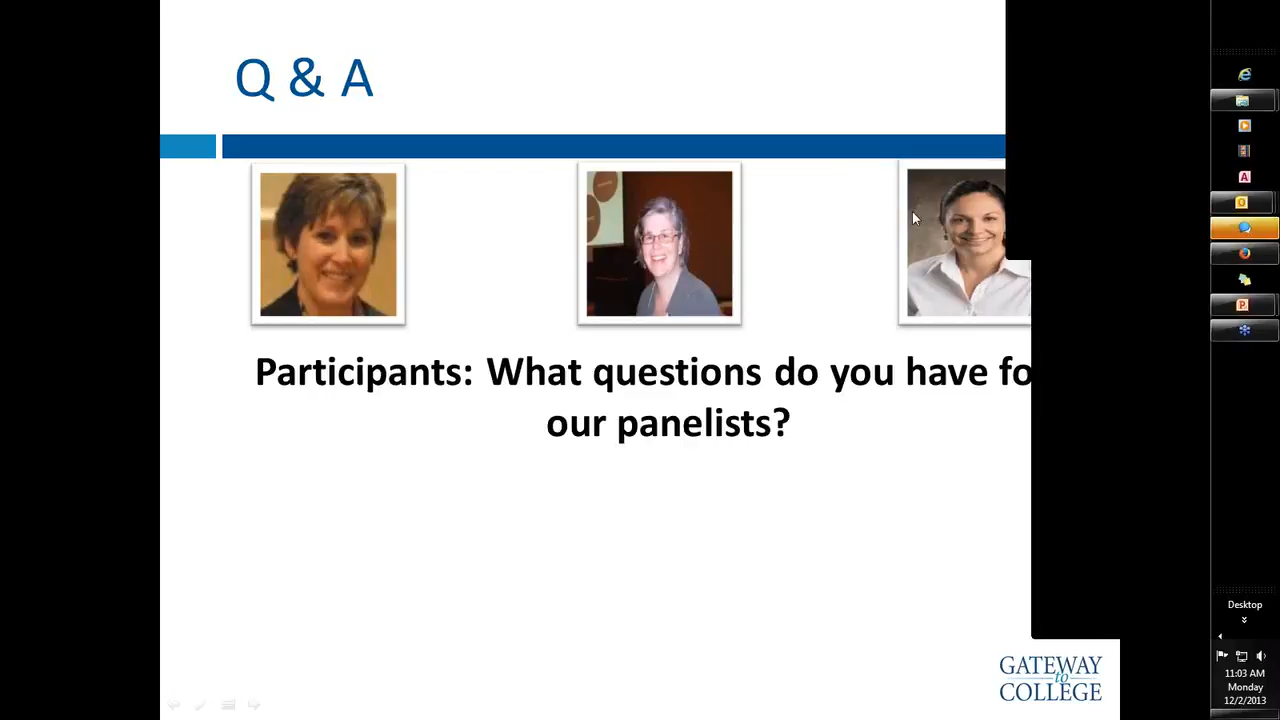 Q & A
Participants: What questions do you have fo
our panelists?
GATEWAY
to
COLLEGE
Desktop
11:03 AM
Monday
12/2/2013